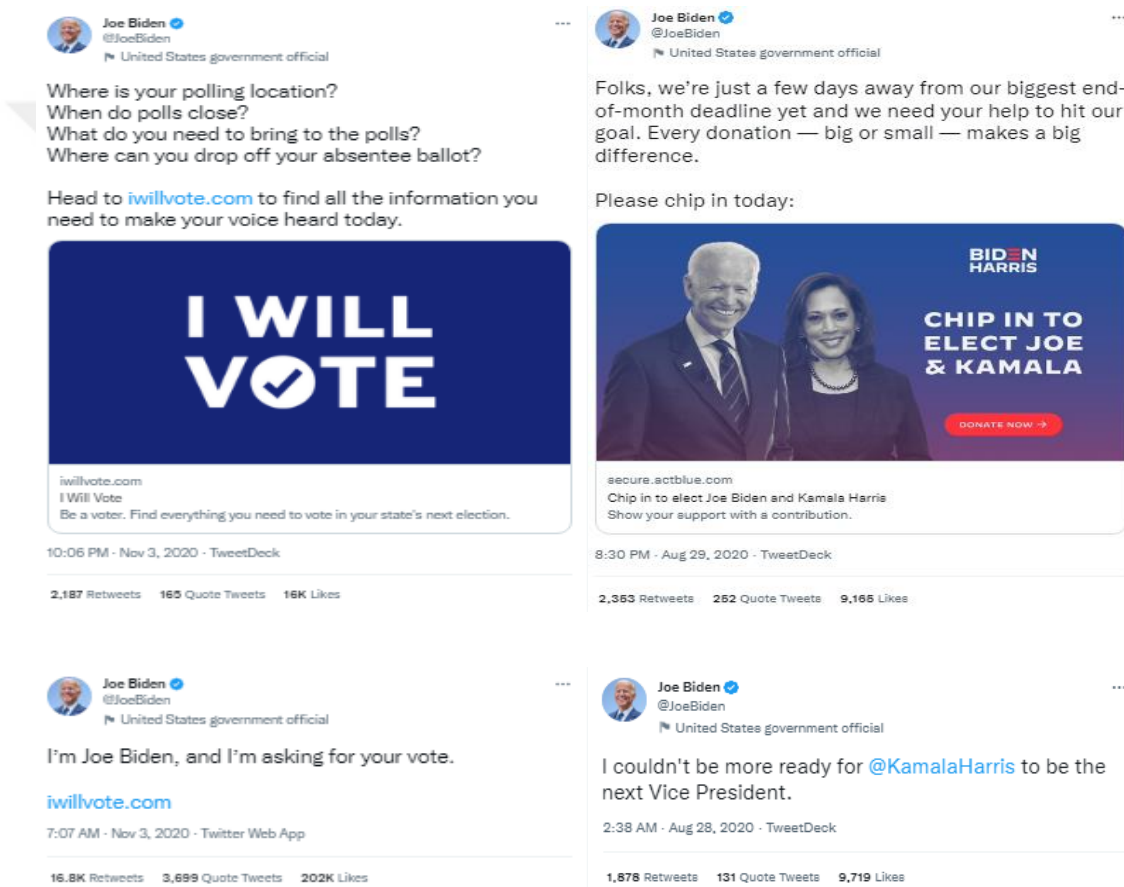 Joe Biden
@JoeBiden
United States government official
Where is your polling location?
When do polls close?
What do you need to bring to the polls?
Where can you drop off your absentee ballot?
Head to iwillvote.com to find all the information you
need to make your voice heard today.
I WILL
VOTE
iwillvote.com
I Will Vote
Be a voter. Find everything you need to vote in your state's next election.
10:06 PM · Nov 3, 2020 · TweetDeck
2,187 Retweets 165 Quote Tweets 16K Likes
Joe Biden
@JoeBiden
United States government official
Folks, we're just a few days away from our biggest end-
of-month deadline yet and we need your help to hit our
goal. Every donation — big or small — makes a big
difference.
Please chip in today:
BIDEN
HARRIS
CHIP IN TO
ELECT JOE
& KAMALA
DONATE NOW →
secure.actblue.com
Chip in to elect Joe Biden and Kamala Harris
Show your support with a contribution.
8:30 PM · Aug 29, 2020 · TweetDeck
2,353 Retweets 252 Quote Tweets 9,165 Likes
Joe Biden
@JoeBiden
United States government official
I'm Joe Biden, and I'm asking for your vote.
iwillvote.com
7:07 AM · Nov 3, 2020 · Twitter Web App
16.8K Retweets 3,699 Quote Tweets 202K Likes
Joe Biden
@JoeBiden
United States government official
I couldn't be more ready for @KamalaHarris to be the
next Vice President.
2:38 AM · Aug 28, 2020 · TweetDeck
1,878 Retweets 131 Quote Tweets 9,719 Likes